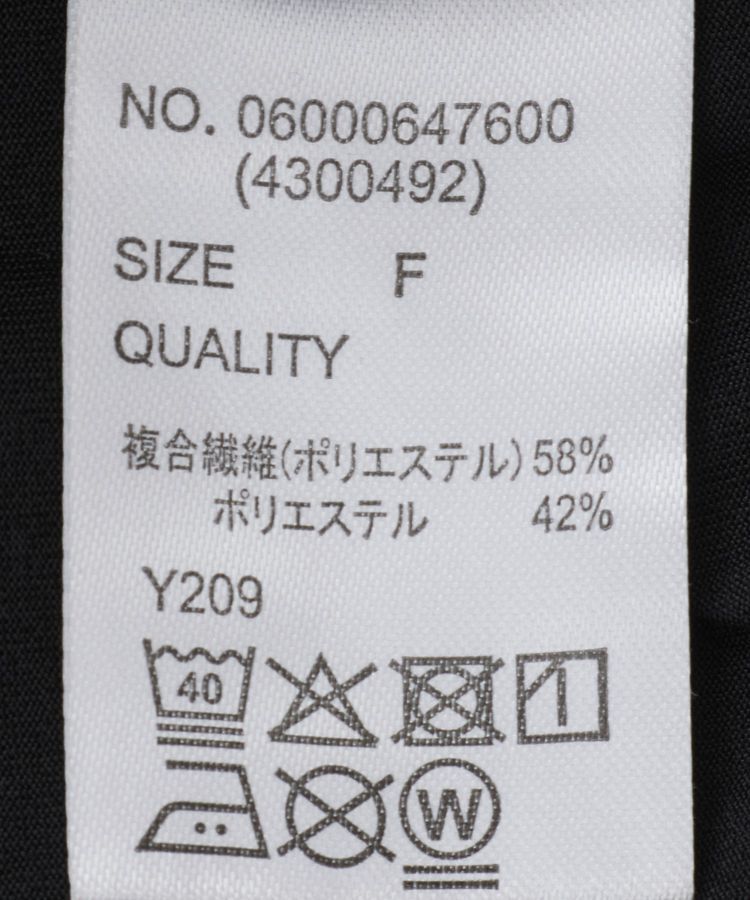 NO. 06000647600
(4300492)
SIZE F
QUALITY
複合繊維(ポリエステル) 58%
ポリエステル 42%
Y209
40
W